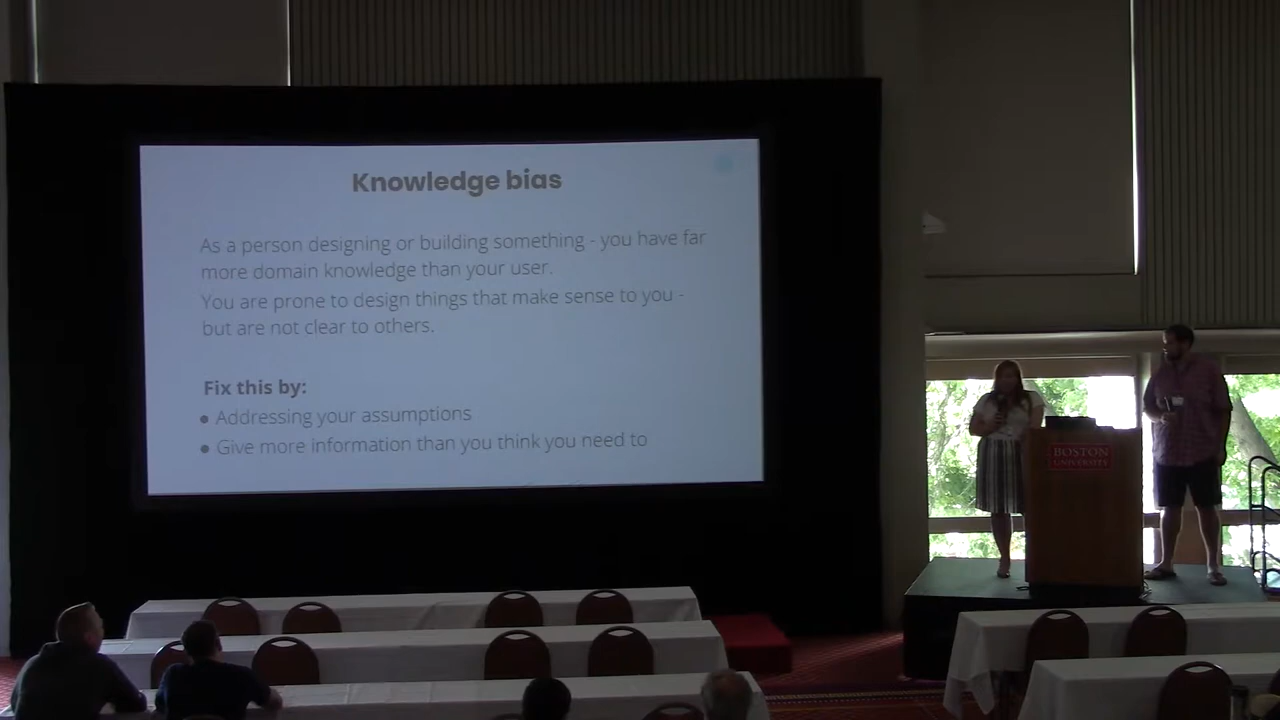 Knowledge bias
As a person designing or building something - you have far
more domain knowledge than your user.
You are prone to design things that make sense to you -
but are not clear to others.
Fix this by:
● Addressing your assumptions
● Give more information than you think you need to
BOSTON
UNIVERSITY